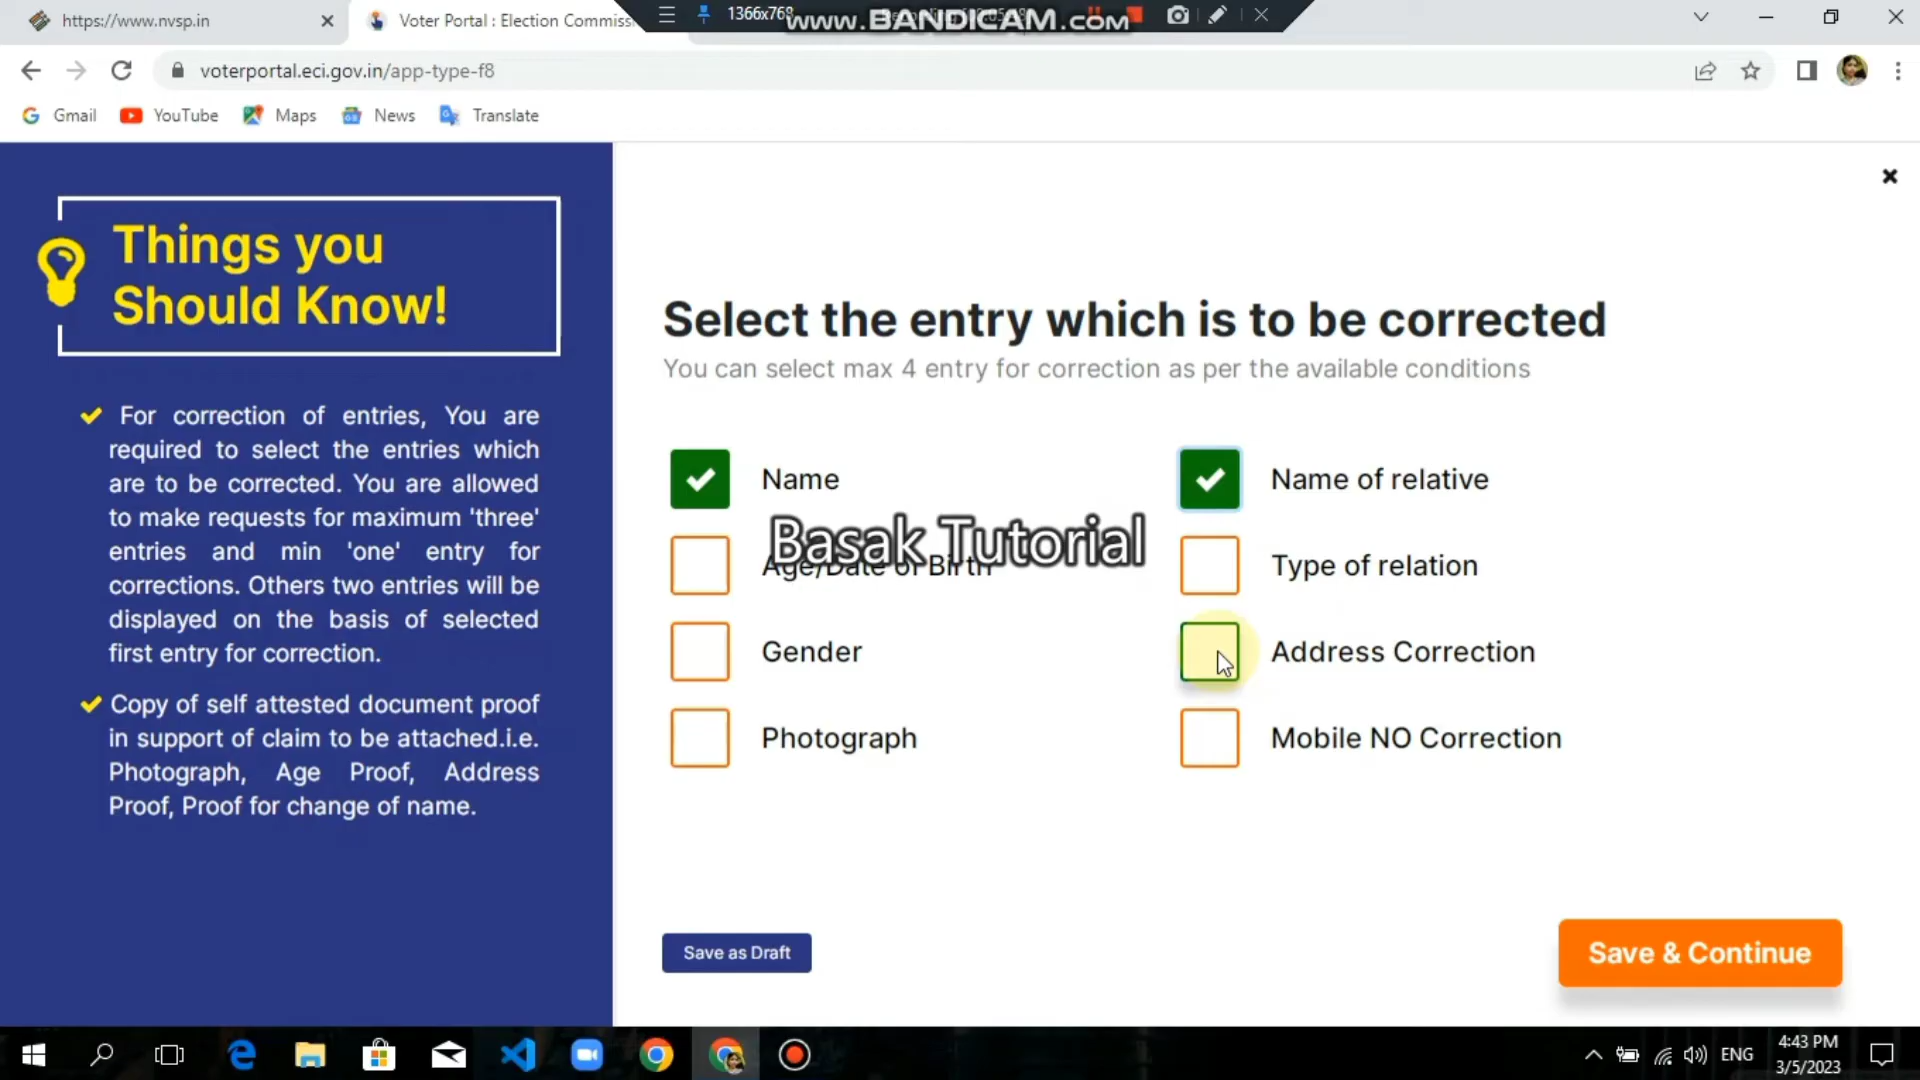 https://www.nvsp.in
Voter Portal : Election Commiss
1366x768
www.BANDICAM.com
voterportal.eci.gov.in/app-type-f8
Gmail
YouTube
Maps
News
Translate
Things you
Should Know!
For correction of entries, You are
required to select the entries which
are to be corrected. You are allowed
to make requests for maximum 'three'
entries and min 'one' entry for
corrections. Others two entries will be
displayed on the basis of selected
first entry for correction.
Copy of self attested document proof
in support of claim to be attached.i.e.
Photograph, Age Proof, Address
Proof, Proof for change of name.
Select the entry which is to be corrected
You can select max 4 entry for correction as per the available conditions
Name
Name of relative
Basak Tutorial
Age/Date of Birth
Type of relation
Gender
Address Correction
Photograph
Mobile NO Correction
Save as Draft
Save & Continue
ENG
4:43 PM
3/5/2023